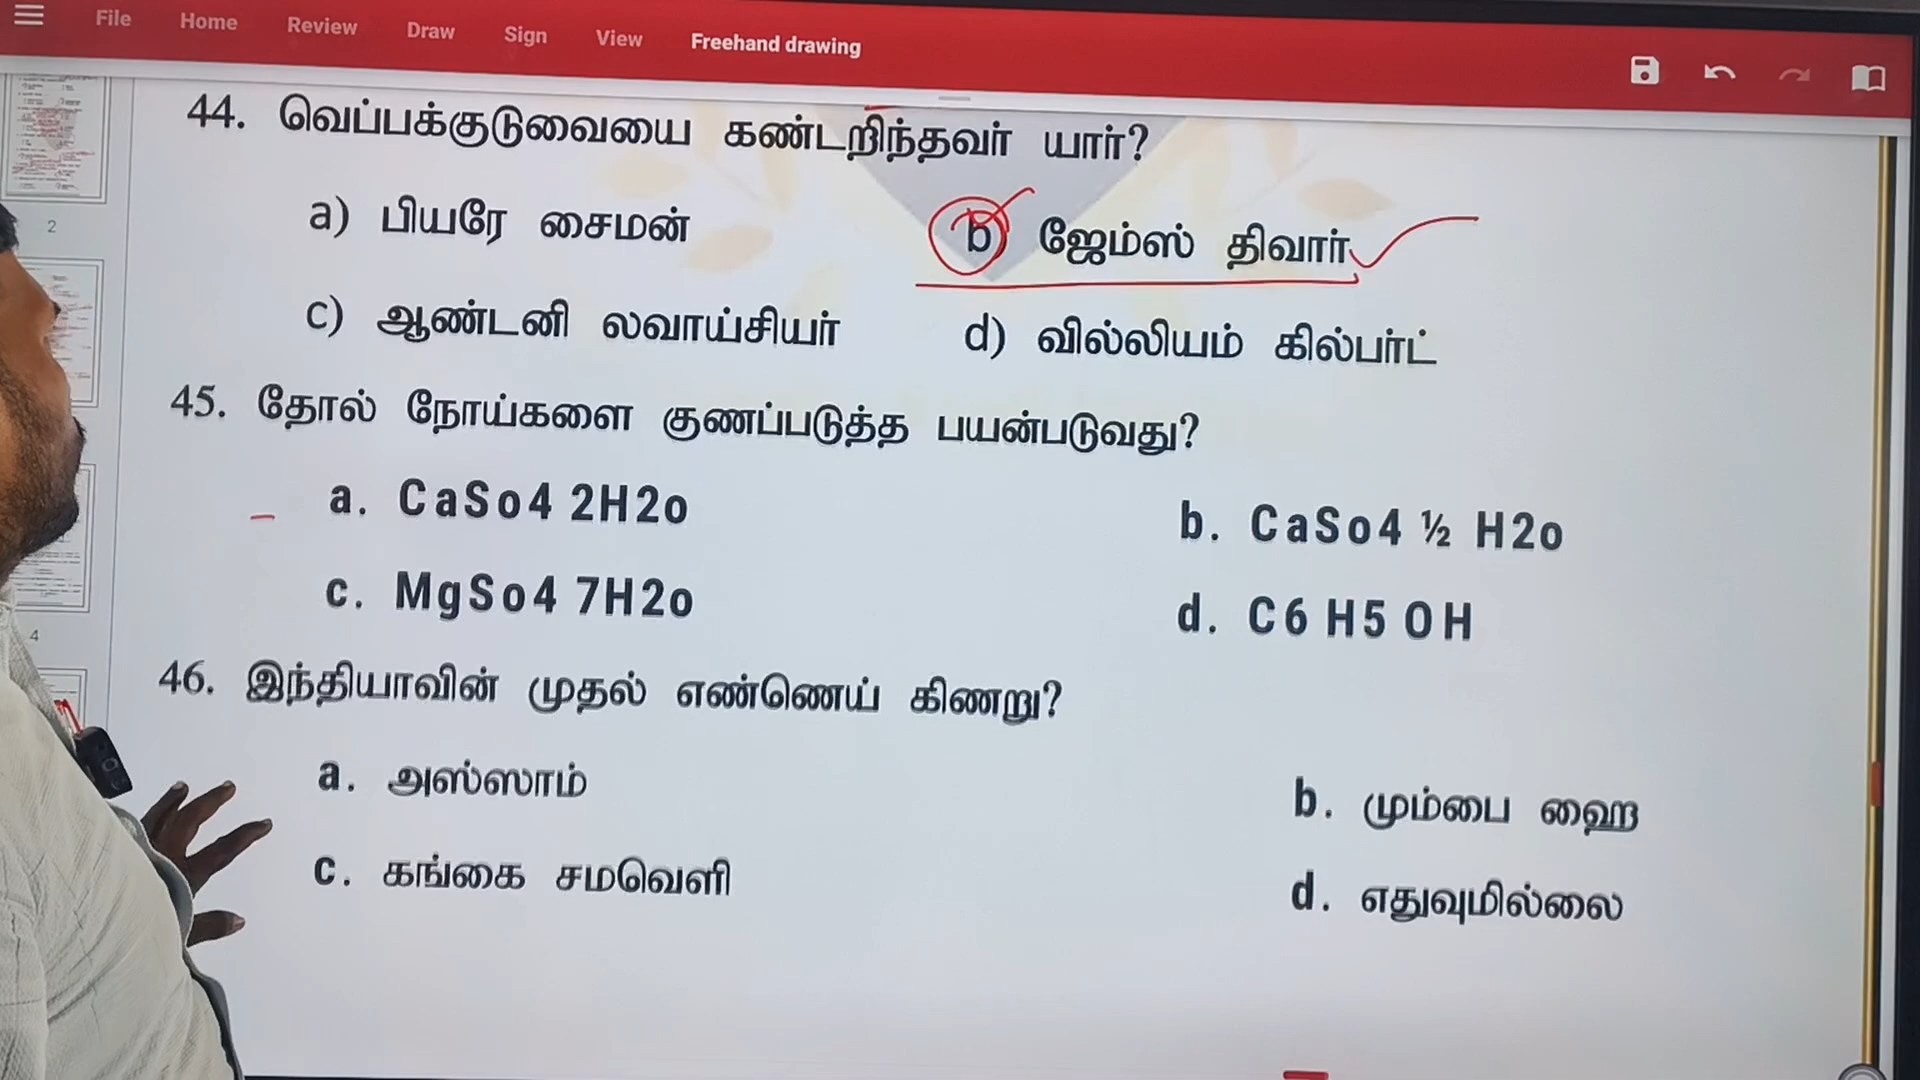 File Home Review Draw Sign View Freehand drawing
44. வெப்பக்குடுவையை கண்டறிந்தவர் யார்?
a) பியரே சைமன் b) ஜேம்ஸ் திவார்
c) ஆண்டனி லவாய்சியர் d) வில்லியம் கில்பர்ட்
45. தோல் நோய்களை குணப்படுத்த பயன்படுவது?
a. CaSo4 2H2o b. CaSo4 ½ H2o
c. MgSo4 7H2o d. C6 H5 OH
46. இந்தியாவின் முதல் எண்ணெய் கிணறு?
a. அஸ்ஸாம் b. மும்பை ஹை
c. கங்கை சமவெளி d. எதுவுமில்லை
2
4